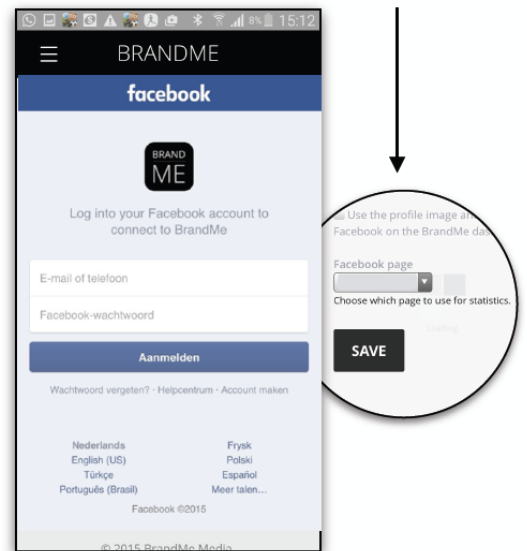 8% 15:12
BRANDME
facebook
BRAND
ME
Log into your Facebook account to
connect to BrandMe
E-mail of telefoon
Facebook-wachtwoord
Aanmelden
Wachtwoord vergeten? · Helpcentrum · Account maken
Nederlands
Frysk
English (US)
Polski
Türkçe
Español
Português (Brasil)
Meer talen...
Facebook ©2015
© 2015 BrandMe Media
Use the profile image an
Facebook on the BrandMe das
Facebook page
Choose which page to use for statistics.
Loading
SAVE